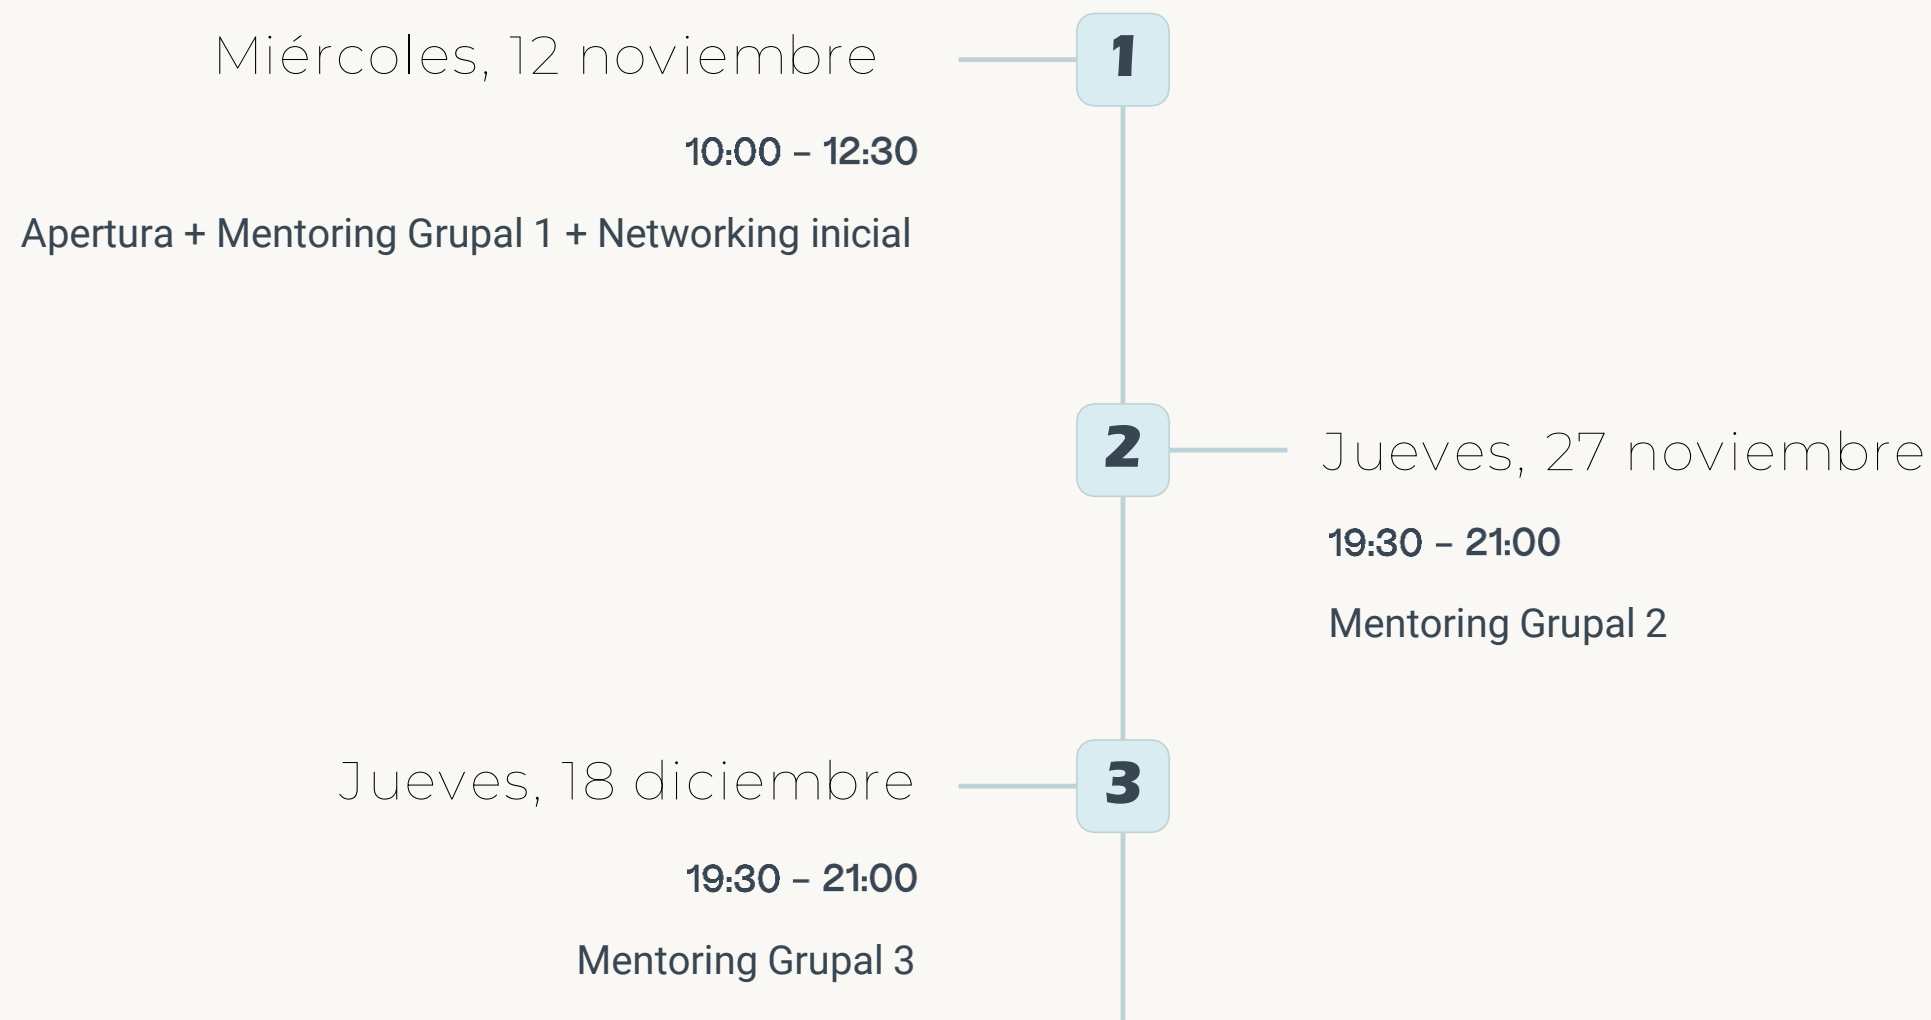 Miércoles, 12 noviembre
1
10:00 – 12:30
Apertura + Mentoring Grupal 1 + Networking inicial
2
Jueves, 27 noviembre
19:30 – 21:00
Mentoring Grupal 2
Jueves, 18 diciembre
3
19:30 – 21:00
Mentoring Grupal 3